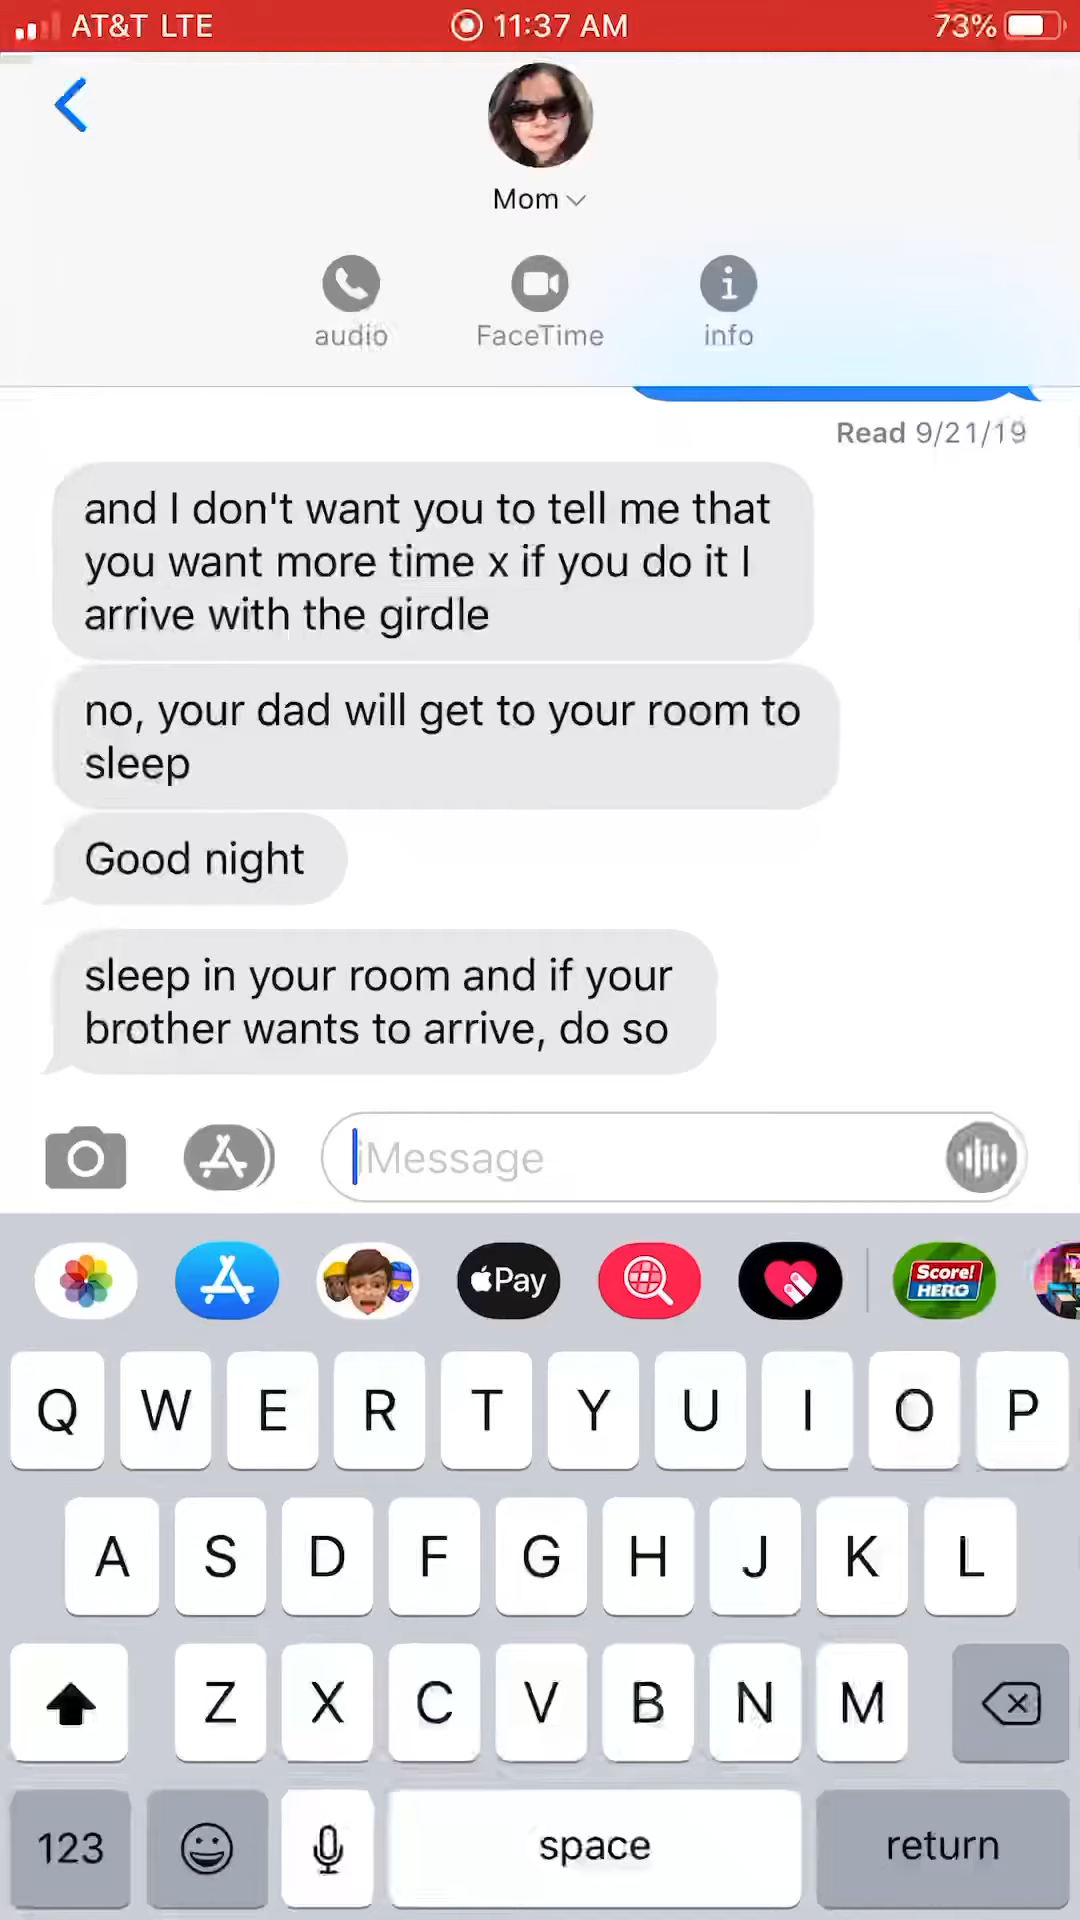 AT&T LTE 11:37 AM 73%
Mom
audio FaceTime info
Read 9/21/19
and I don't want you to tell me that
you want more time x if you do it I
arrive with the girdle
no, your dad will get to your room to
sleep
Good night
sleep in your room and if your
brother wants to arrive, do so
iMessage
Pay Score! HERO
Q W E R T Y U I O P
A S D F G H J K L
Z X C V B N M
123 space return